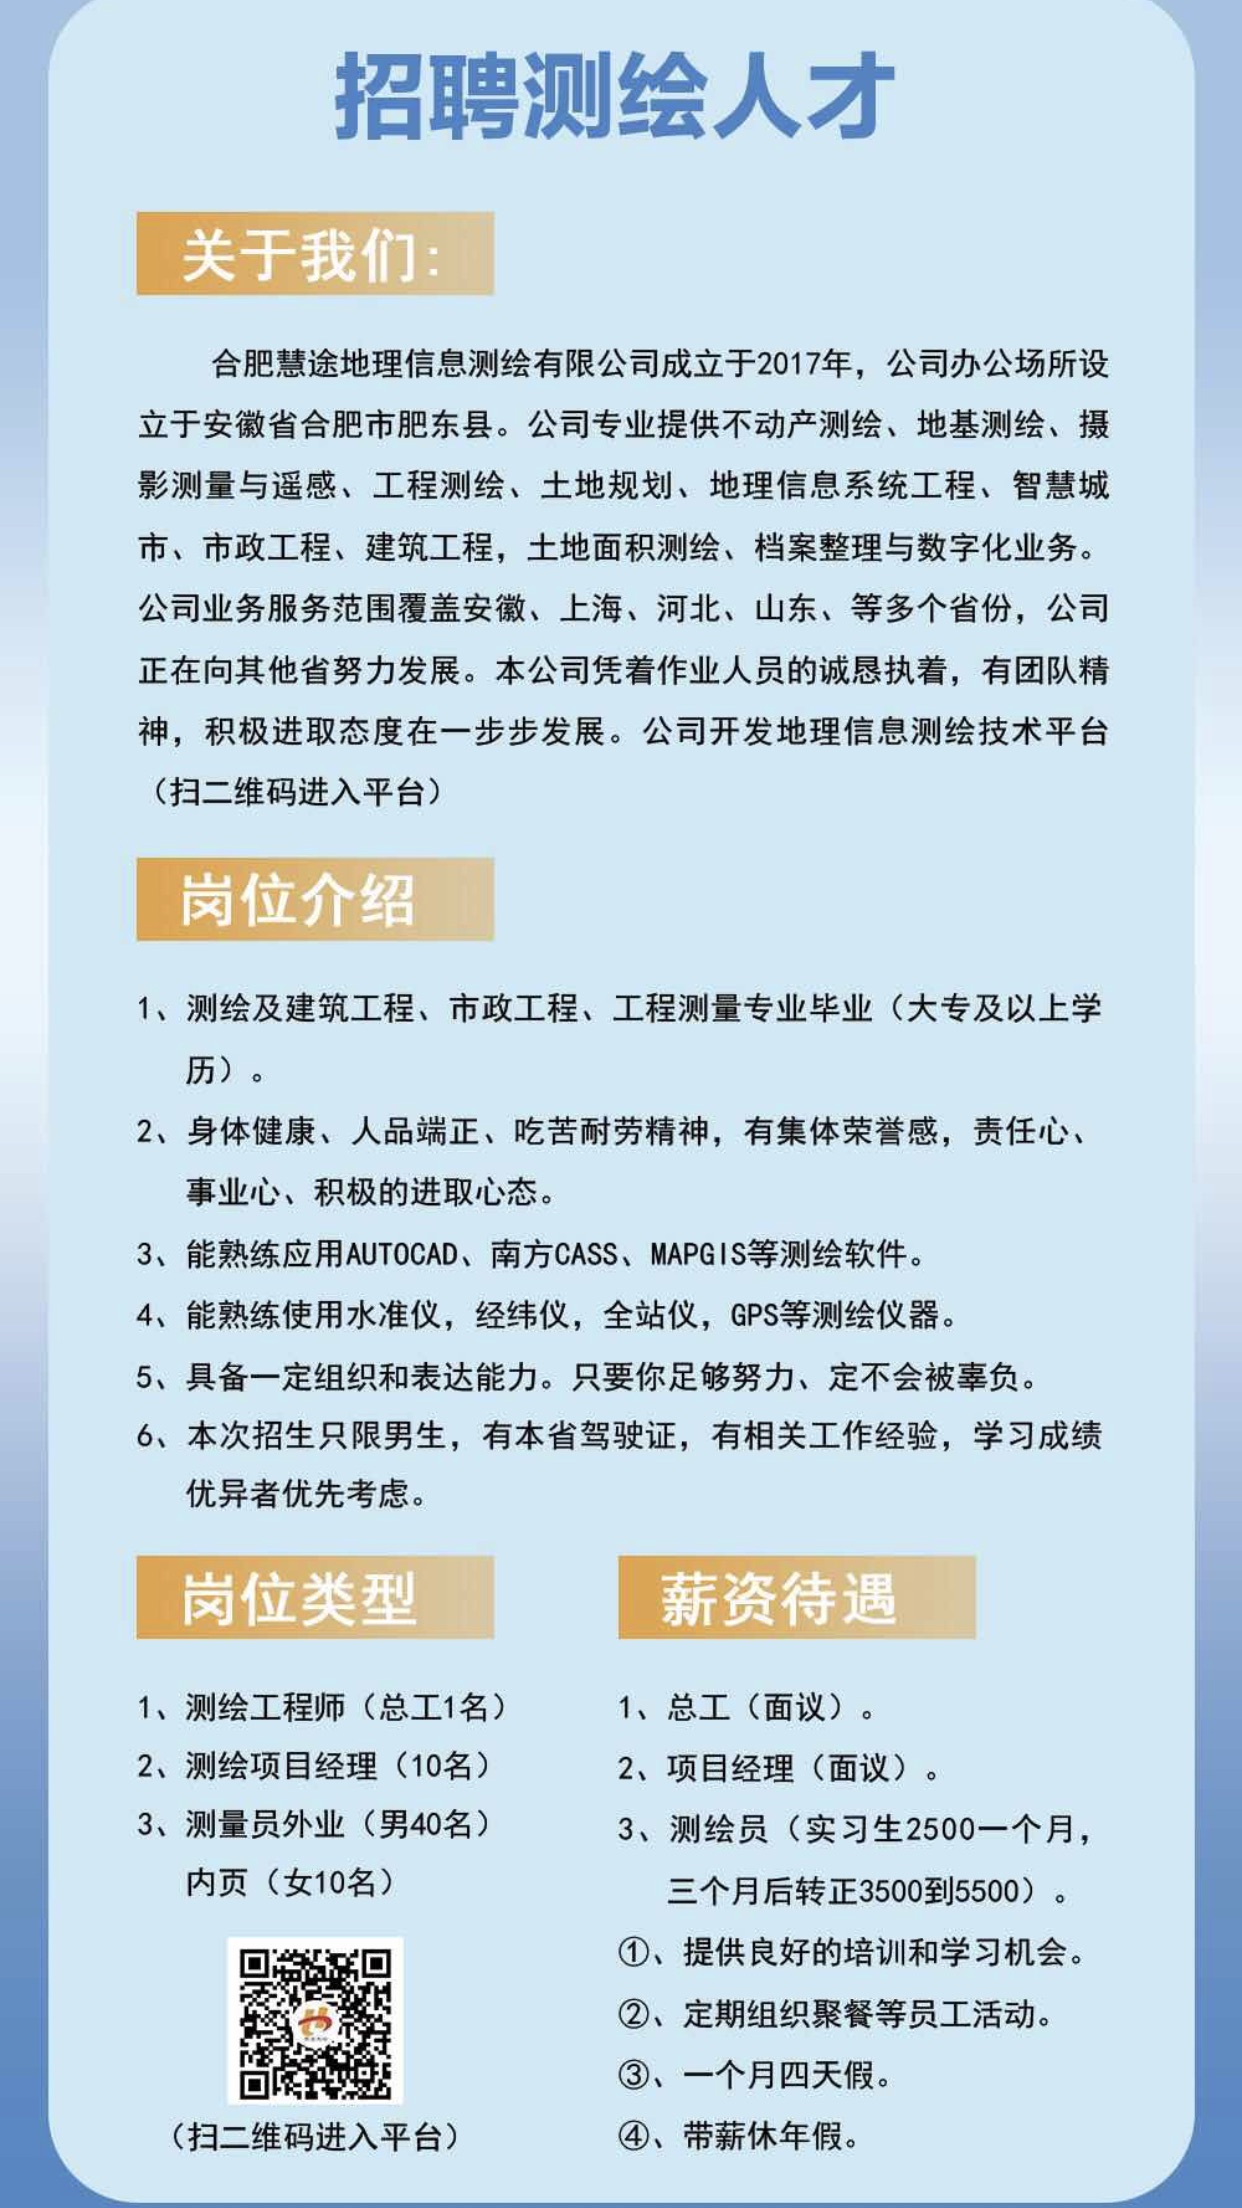 招聘测绘人才
关于我们:
合肥慧途地理信息测绘有限公司成立于2017年，公司办公场所设
立于安徽省合肥市肥东县。公司专业提供不动产测绘、地基测绘、摄
影测量与遥感、工程测绘、土地规划、地理信息系统工程、智慧城
市、市政工程、建筑工程，土地面积测绘、档案整理与数字化业务。
公司业务服务范围覆盖安徽、上海、河北、山东、等多个省份，公司
正在向其他省努力发展。本公司凭着作业人员的诚恳执着，有团队精
神，积极进取态度在一步步发展。公司开发地理信息测绘技术平台
（扫二维码进入平台）
岗位介绍
1、测绘及建筑工程、市政工程、工程测量专业毕业（大专及以上学
历）。
2、身体健康、人品端正、吃苦耐劳精神，有集体荣誉感，责任心、
事业心、积极的进取心态。
3、能熟练应用AUTOCAD、南方CASS、MAPGIS等测绘软件。
4、能熟练使用水准仪，经纬仪，全站仪，GPS等测绘仪器。
5、具备一定组织和表达能力。只要你足够努力、定不会被辜负。
6、本次招生只限男生，有本省驾驶证，有相关工作经验，学习成绩
优异者优先考虑。
岗位类型
1、测绘工程师（总工1名）
2、测绘项目经理（10名）
3、测量员外业（男40名）
内页（女10名）
（扫二维码进入平台）
薪资待遇
1、总工（面议）。
2、项目经理（面议）。
3、测绘员（实习生2500一个月，
三个月后转正3500到5500）。
①、提供良好的培训和学习机会。
②、定期组织聚餐等员工活动。
③、一个月四天假。
④、带薪休年假。